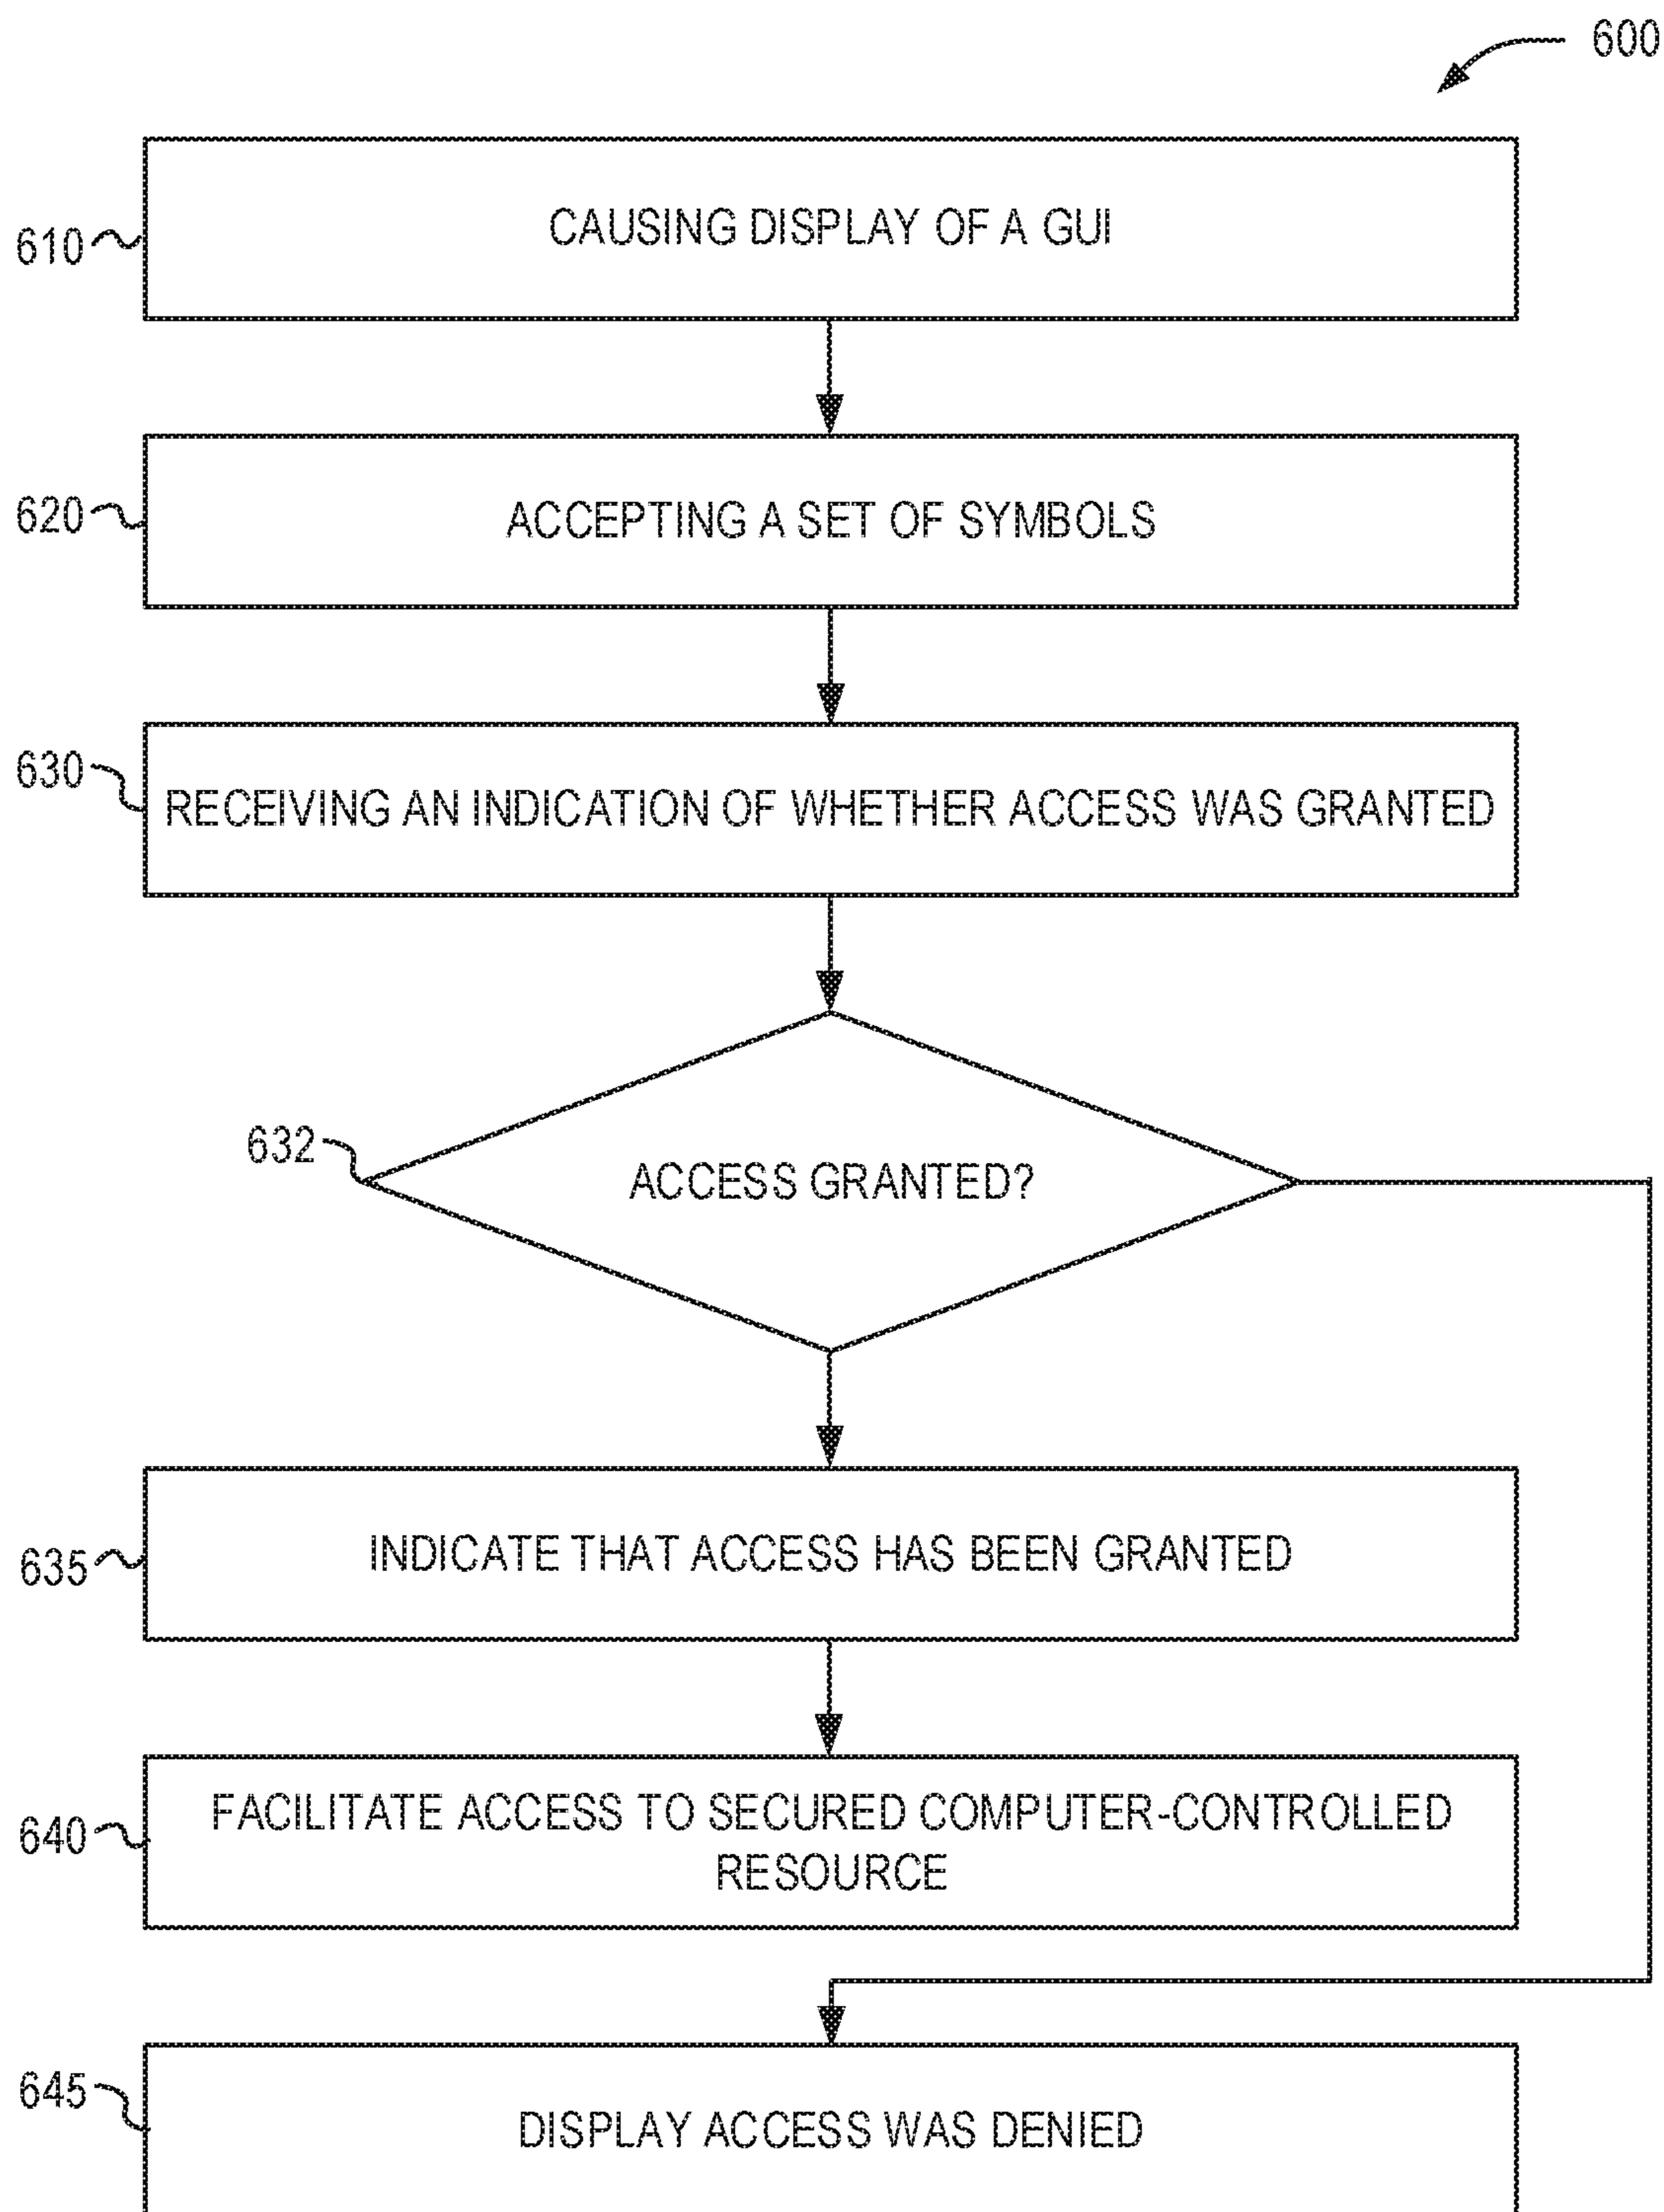 600
610
CAUSING DISPLAY OF A GUI
620
ACCEPTING A SET OF SYMBOLS
630
RECEIVING AN INDICATION OF WHETHER ACCESS WAS GRANTED
632
ACCESS GRANTED?
635
INDICATE THAT ACCESS HAS BEEN GRANTED
640
FACILITATE ACCESS TO SECURED COMPUTER-CONTROLLED
RESOURCE
645
DISPLAY ACCESS WAS DENIED